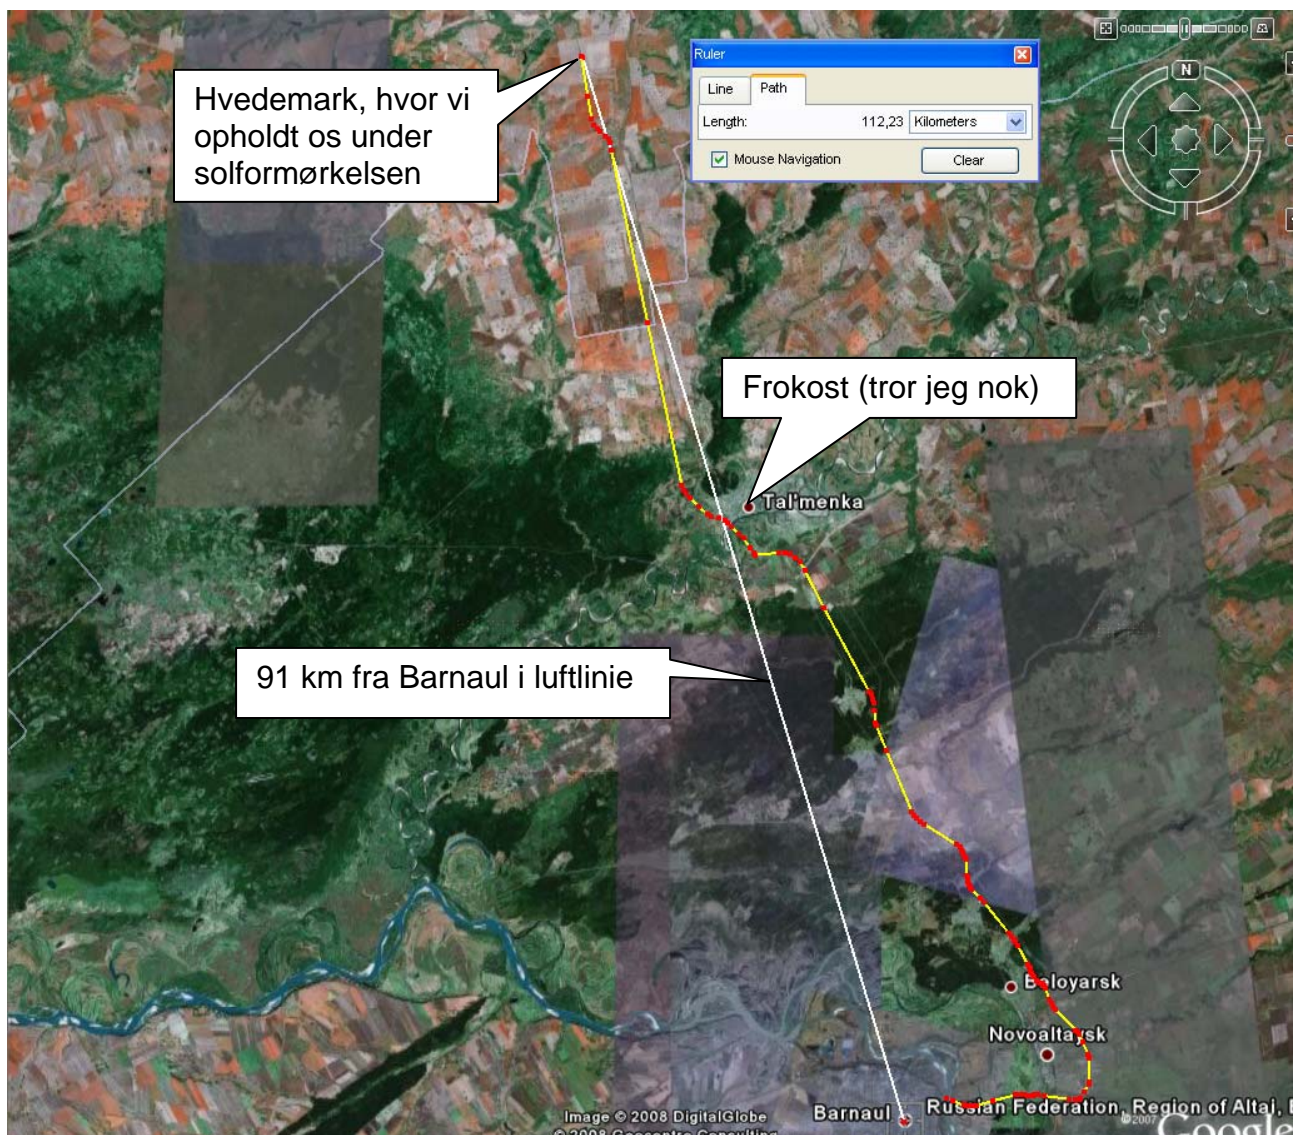 Ruler
Line Path
Length: 112,23 Kilometers
Mouse Navigation Clear
N
Hvedemark, hvor vi
opholdt os under
solformørkelsen
Frokost (tror jeg nok)
Tal'menka
91 km fra Barnaul i luftlinie
Beloyarsk
Novoaltaysk
Barnaul
Russian Federation, Region of Altai,
Image © 2008 DigitalGlobe
© 2007 Google